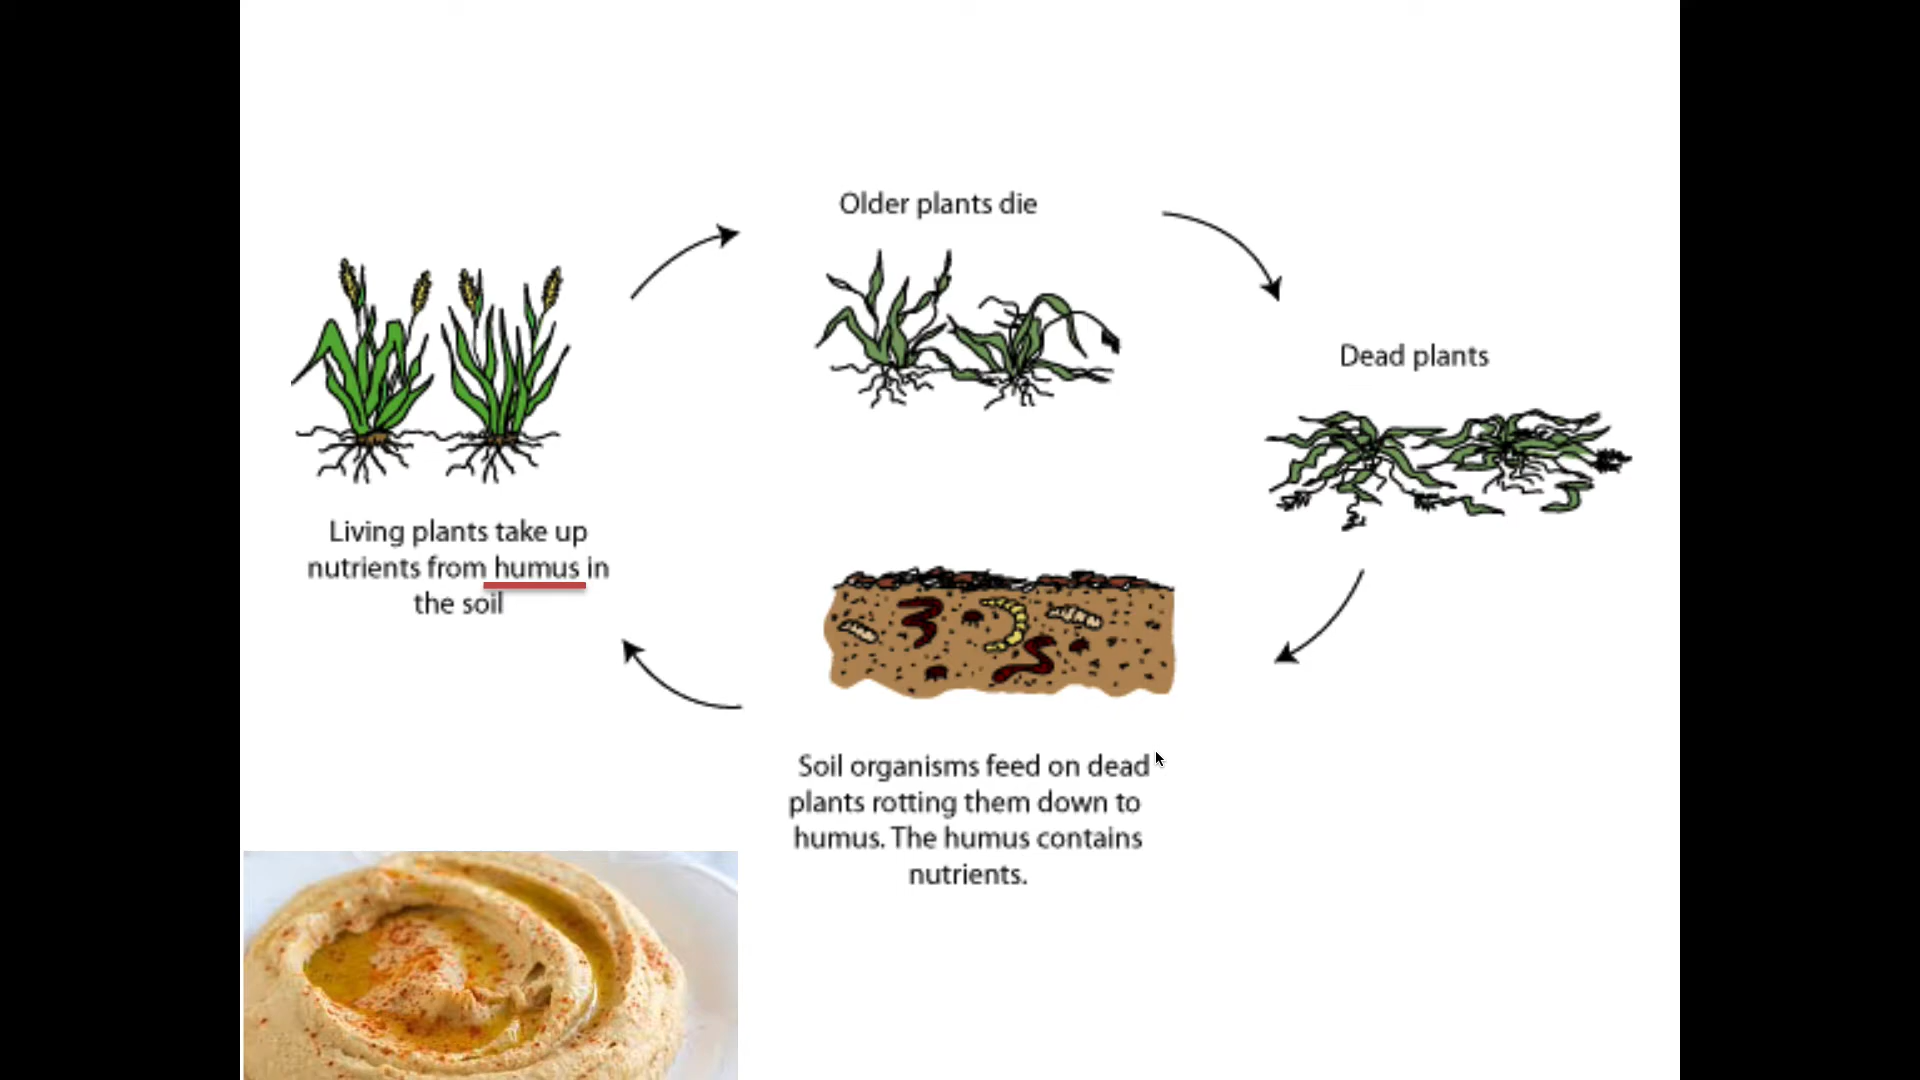 Older plants die
Dead plants
Living plants take up
nutrients from humus in
the soil
Soil organisms feed on dead
plants rotting them down to
humus. The humus contains
nutrients.